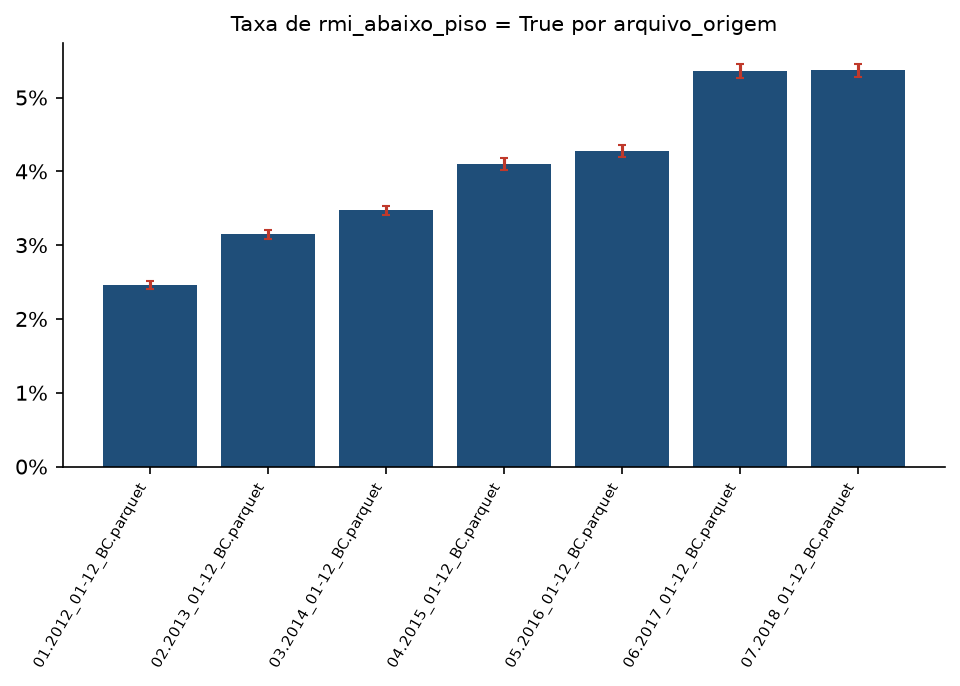 Taxa de rmi_abaixo_piso = True por arquivo_origem
5%
4%
3%
2%
1%
0%
01.2012_01-12_BC.parquet
02.2013_01-12_BC.parquet
03.2014_01-12_BC.parquet
04.2015_01-12_BC.parquet
05.2016_01-12_BC.parquet
06.2017_01-12_BC.parquet
07.2018_01-12_BC.parquet